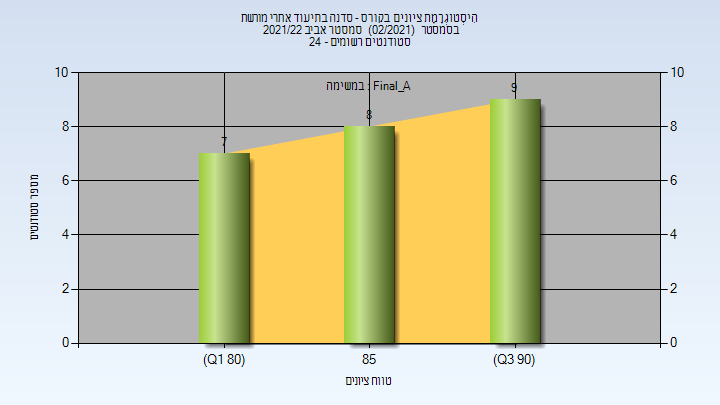 היסטוגרמת ציונים בקורס - סדנה בתיעוד אתרי מורשת
בסמסטר (02/2021) סמסטר אביב 2021/22
סטודנטים רשומים - 24
במשימה : Final_A
10
8
6
4
2
0
10
8
6
4
2
0
7
8
9
מספר סטודנטים
(Q1 80)
85
(Q3 90)
טווח ציונים